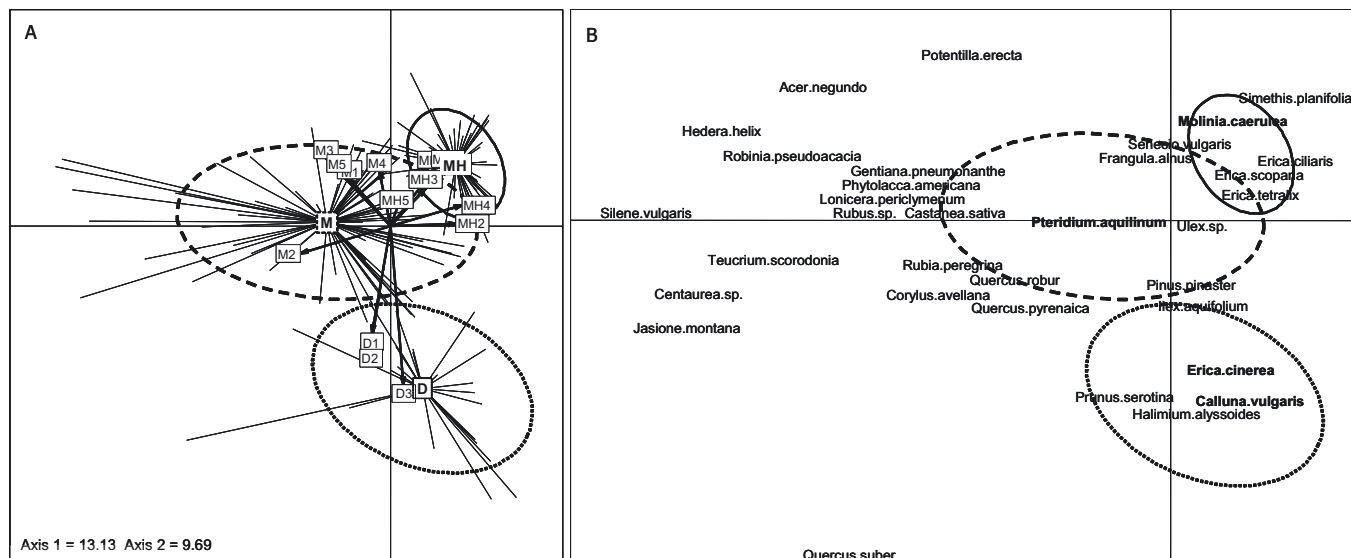 A
M3
M5
M1
M4
MH
MH3
MH5
MH4
MH2
M
M2
D1
D2
D3
D
Axis 1 = 13.13 Axis 2 = 9.69
B
Potentilla.erecta
Acer.negundo
Simethis.planifolia
Molinia.caerulea
Hedera.helix
Senecio.vulgaris
Robinia.pseudoacacia
Frangula.alnus
Erica.ciliaris
Gentiana.pneumonanthe
Erica.scoparia
Phytolacca.americana
Erica.tetralix
Lonicera.periclymenum
Silene.vulgaris
Rubus.sp.
Castanea.sativa
Pteridium.aquilinum
Ulex.sp.
Teucrium.scorodonia
Rubia.peregrina
Quercus.robur
Pinus.pinaster
Centaurea.sp.
Corylus.avellana
Quercus.pyrenaica
Ilex.aquifolium
Jasione.montana
Erica.cinerea
Prunus.serotina
Calluna.vulgaris
Halimium.alyssoides
Quercus.suber